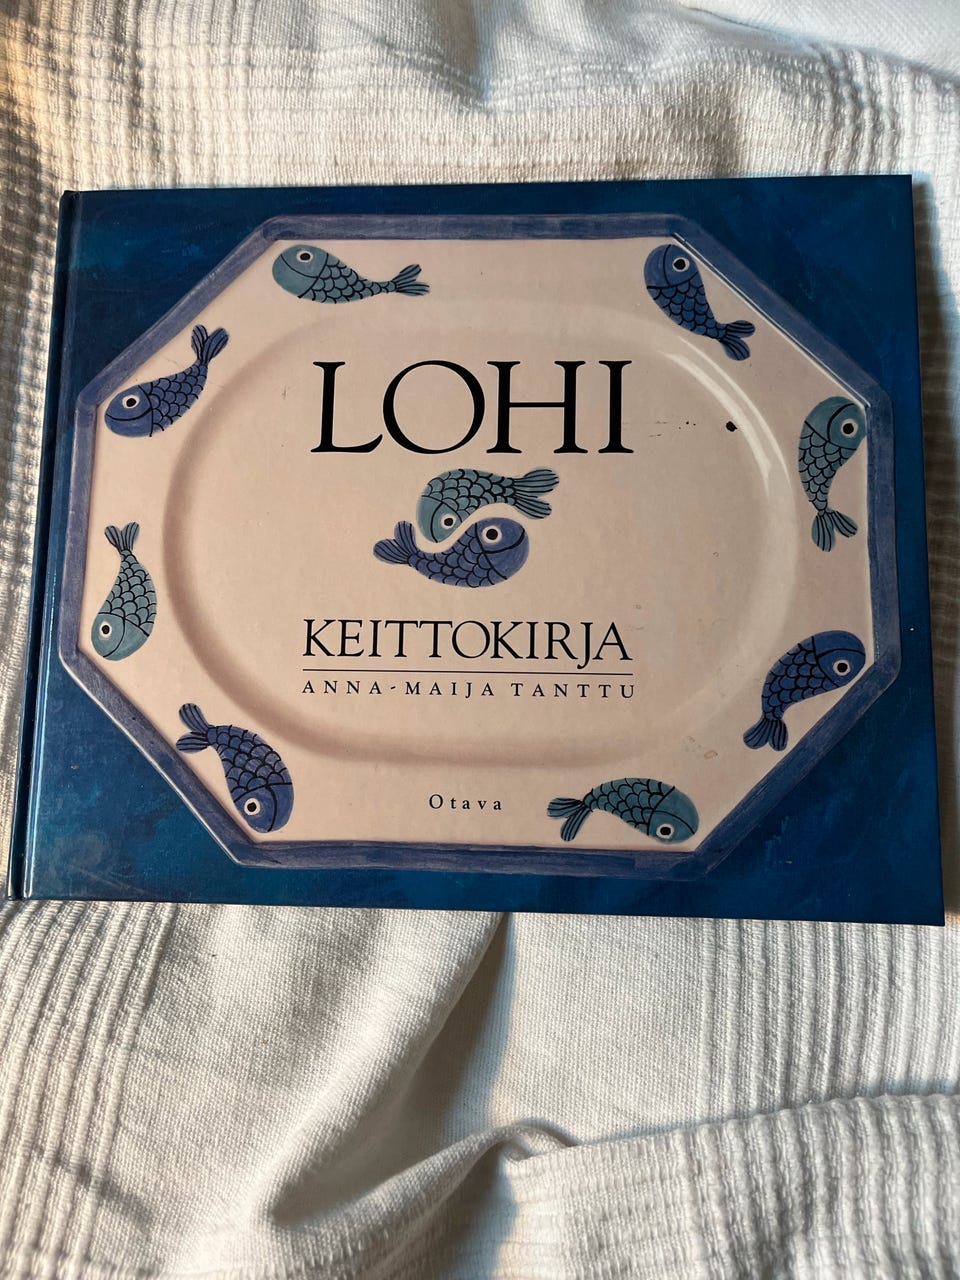 LOHI
KEITTOKIRJA
ANNA-MAIJA TANTTU
Otava